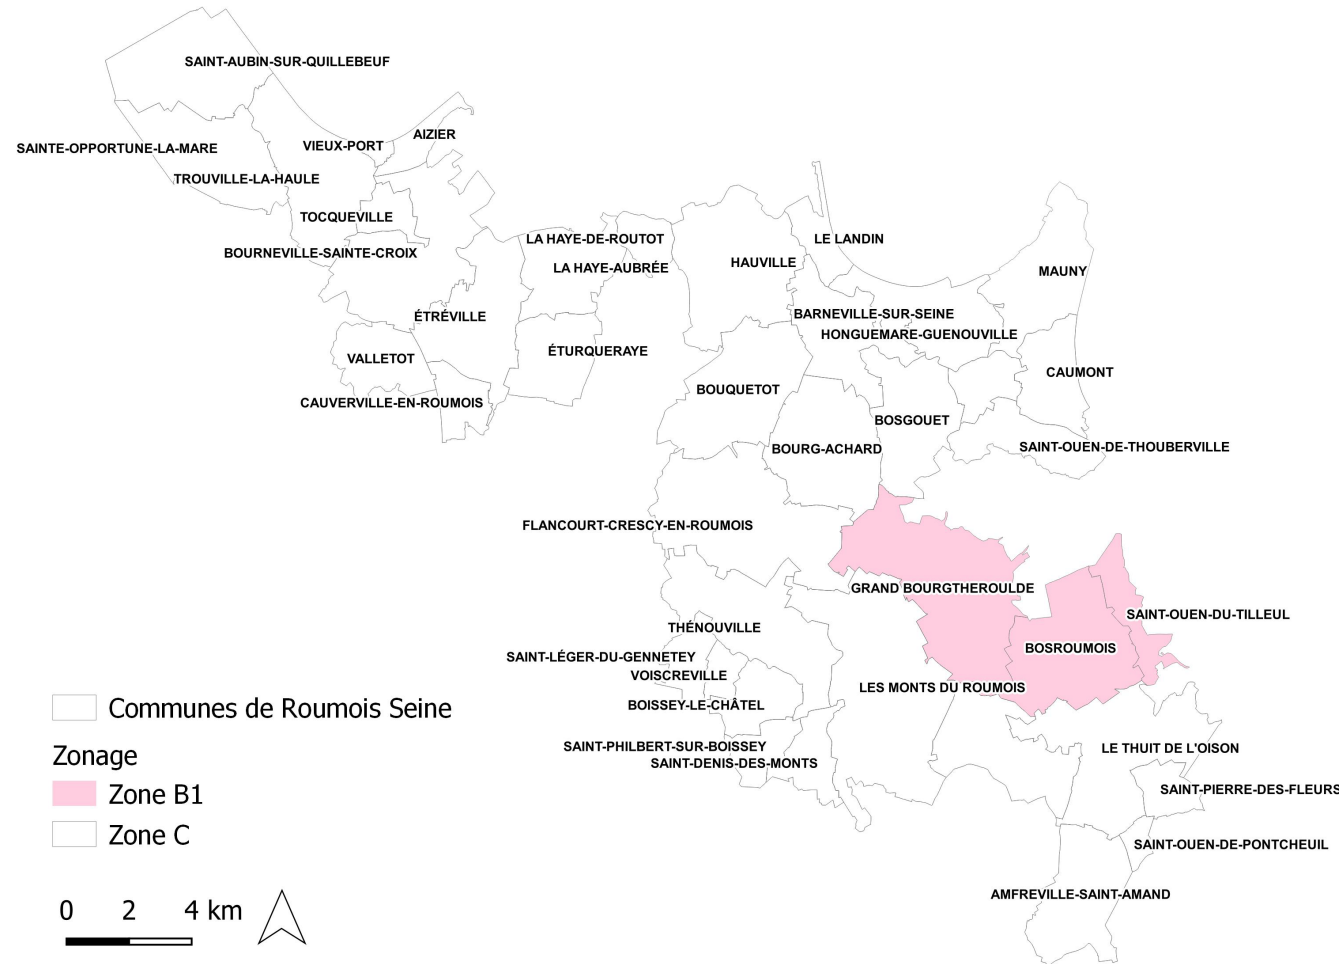 SAINT-AUBIN-SUR-QUILLEBEUF
AIZIER
VIEUX-PORT
SAINTE-OPPORTUNE-LA-MARE
TROUVILLE-LA-HAULE
TOCQUEVILLE
BOURNEVILLE-SAINTE-CROIX
LA HAYE-DE-ROUTOT
LE LANDIN
HAUVILLE
LA HAYE-AUBRÉE
MAUNY
ÉTRÉVILLE
BARNEVILLE-SUR-SEINE
HONGUEMARE-GUENOUVILLE
VALLETOT
ÉTURQUERAYE
CAUMONT
BOUQUETOT
CAUVERVILLE-EN-ROUMOIS
BOSGOUET
BOURG-ACHARD
SAINT-OUEN-DE-THOUBERVILLE
FLANCOURT-CRESCY-EN-ROUMOIS
GRAND BOURGTHEROULDE
SAINT-OUEN-DU-TILLEUL
THÉNOUVILLE
BOSROUMOIS
SAINT-LÉGER-DU-GENNETEY
VOISCREVILLE
LES MONTS DU ROUMOIS
BOISSEY-LE-CHÂTEL
SAINT-PHILBERT-SUR-BOISSEY
LE THUIT DE L'OISON
SAINT-DENIS-DES-MONTS
SAINT-PIERRE-DES-FLEURS
SAINT-OUEN-DE-PONTCHEUIL
AMFREVILLE-SAINT-AMAND
Communes de Roumois Seine
Zonage
Zone B1
Zone C
0 2 4 km